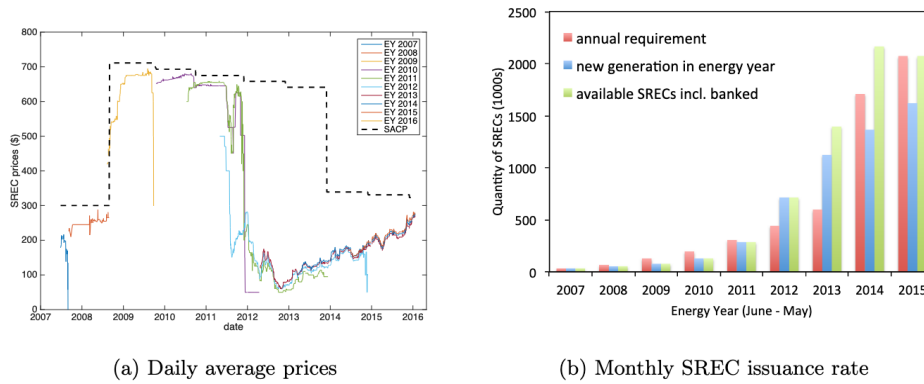 800
700
600
500
400
300
200
100
0
SREC prices ($)
2007 2008 2009 2010 2011 2012 2013 2014 2015 2016
date
EY 2007
EY 2008
EY 2009
EY 2010
EY 2011
EY 2012
EY 2013
EY 2014
EY 2015
EY 2016
SACP
(a) Daily average prices
2500
2000
1500
1000
500
0
Quantity of SRECs (1000s)
annual requirement
new generation in energy year
available SRECs incl. banked
2007 2008 2009 2010 2011 2012 2013 2014 2015
Energy Year (June - May)
(b) Monthly SREC issuance rate